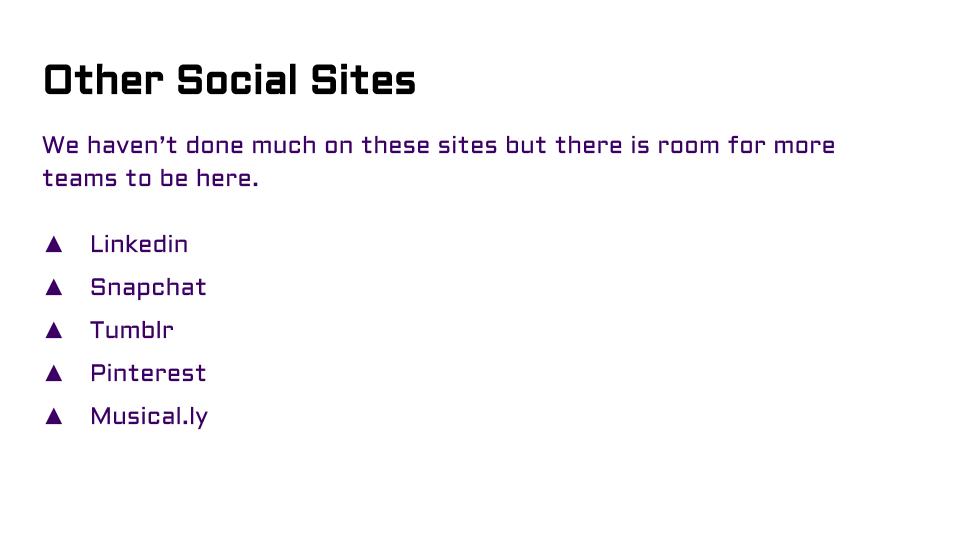 Other Social Sites
We haven’t done much on these sites but there is room for more
teams to be here.
▲ Linkedin
▲ Snapchat
▲ Tumblr
▲ Pinterest
▲ Musical.ly